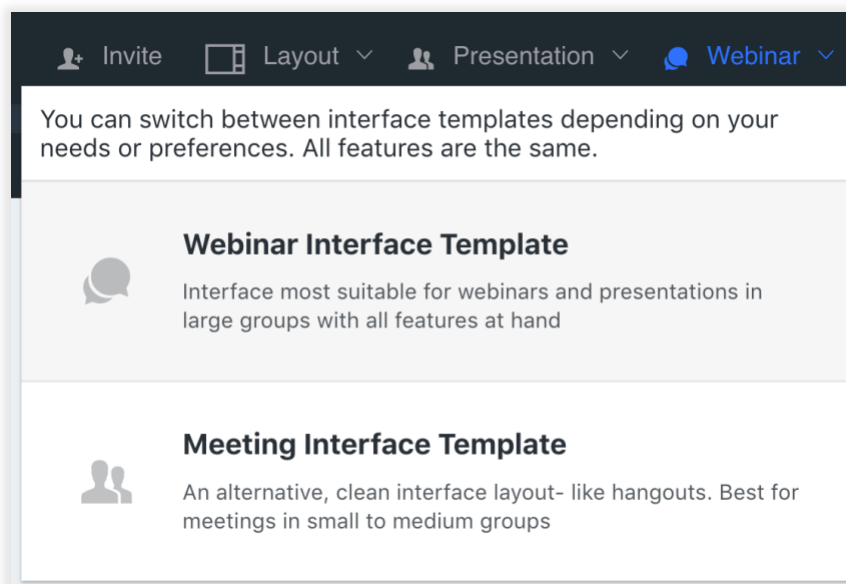 Invite Layout Presentation Webinar
You can switch between interface templates depending on your
needs or preferences. All features are the same.
Webinar Interface Template
Interface most suitable for webinars and presentations in
large groups with all features at hand
Meeting Interface Template
An alternative, clean interface layout- like hangouts. Best for
meetings in small to medium groups